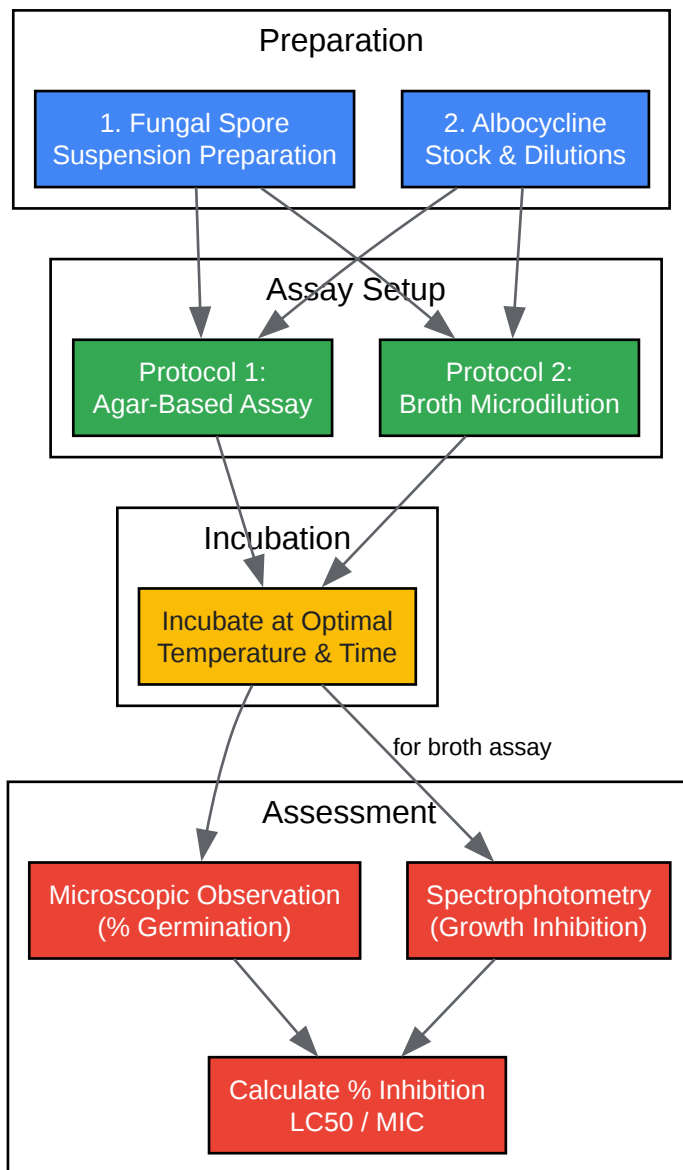 Preparation
1. Fungal Spore
Suspension Preparation
2. Albocycline
Stock & Dilutions
Assay Setup
Protocol 1:
Agar-Based Assay
Protocol 2:
Broth Microdilution
Incubation
Incubate at Optimal
Temperature & Time
for broth assay
Assessment
Microscopic Observation
(% Germination)
Spectrophotometry
(Growth Inhibition)
Calculate % Inhibition
LC50 / MIC